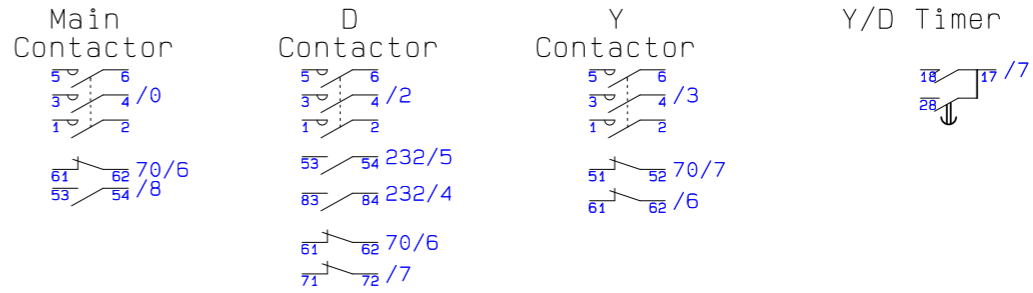 Main
Contactor
5 6
3 4 /0
1 2
61 62 70/6
53 54 /8
D
Contactor
5 6
3 4 /2
1 2
53 54 232/5
83 84 232/4
61 62 70/6
71 72 /7
Y
Contactor
5 6
3 4 /3
1 2
51 52 70/7
61 62 /6
Y/D Timer
18 17 /7
28